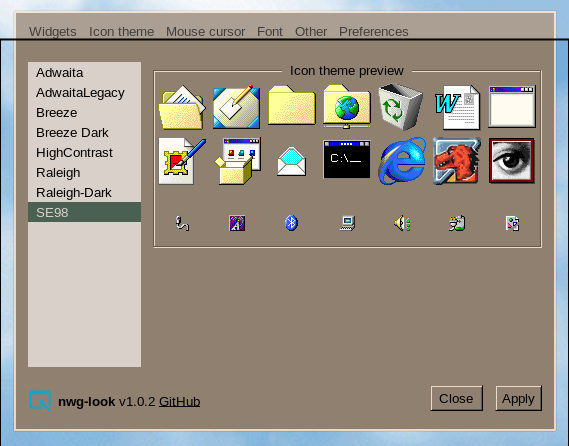 Widgets Icon theme Mouse cursor Font Other Preferences
Adwaita
AdwaitaLegacy
Breeze
Breeze Dark
HighContrast
Raleigh
Raleigh-Dark
SE98
Icon theme preview
W
C:\_
nwg-look v1.0.2 GitHub
Close Apply